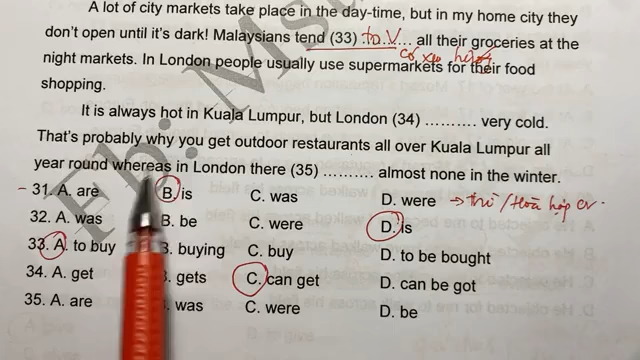 A lot of city markets take place in the day-time, but in my home city they
don't open until it's dark! Malaysians tend (33) to V... all their groceries at the
có xu hướng
night markets. In London people usually use supermarkets for their food
shopping.
It is always hot in Kuala Lumpur, but London (34) .......... very cold.
That's probably why you get outdoor restaurants all over Kuala Lumpur all
year round whereas in London there (35) .......... almost none in the winter.
31. A. are B. is C. was D. were → thì / hoà hợp
32. A. was B. be C. were D. is
33. A. to buy B. buying C. buy D. to be bought
34. A. get B. gets C. can get D. can be got
35. A. are B. was C. were D. be